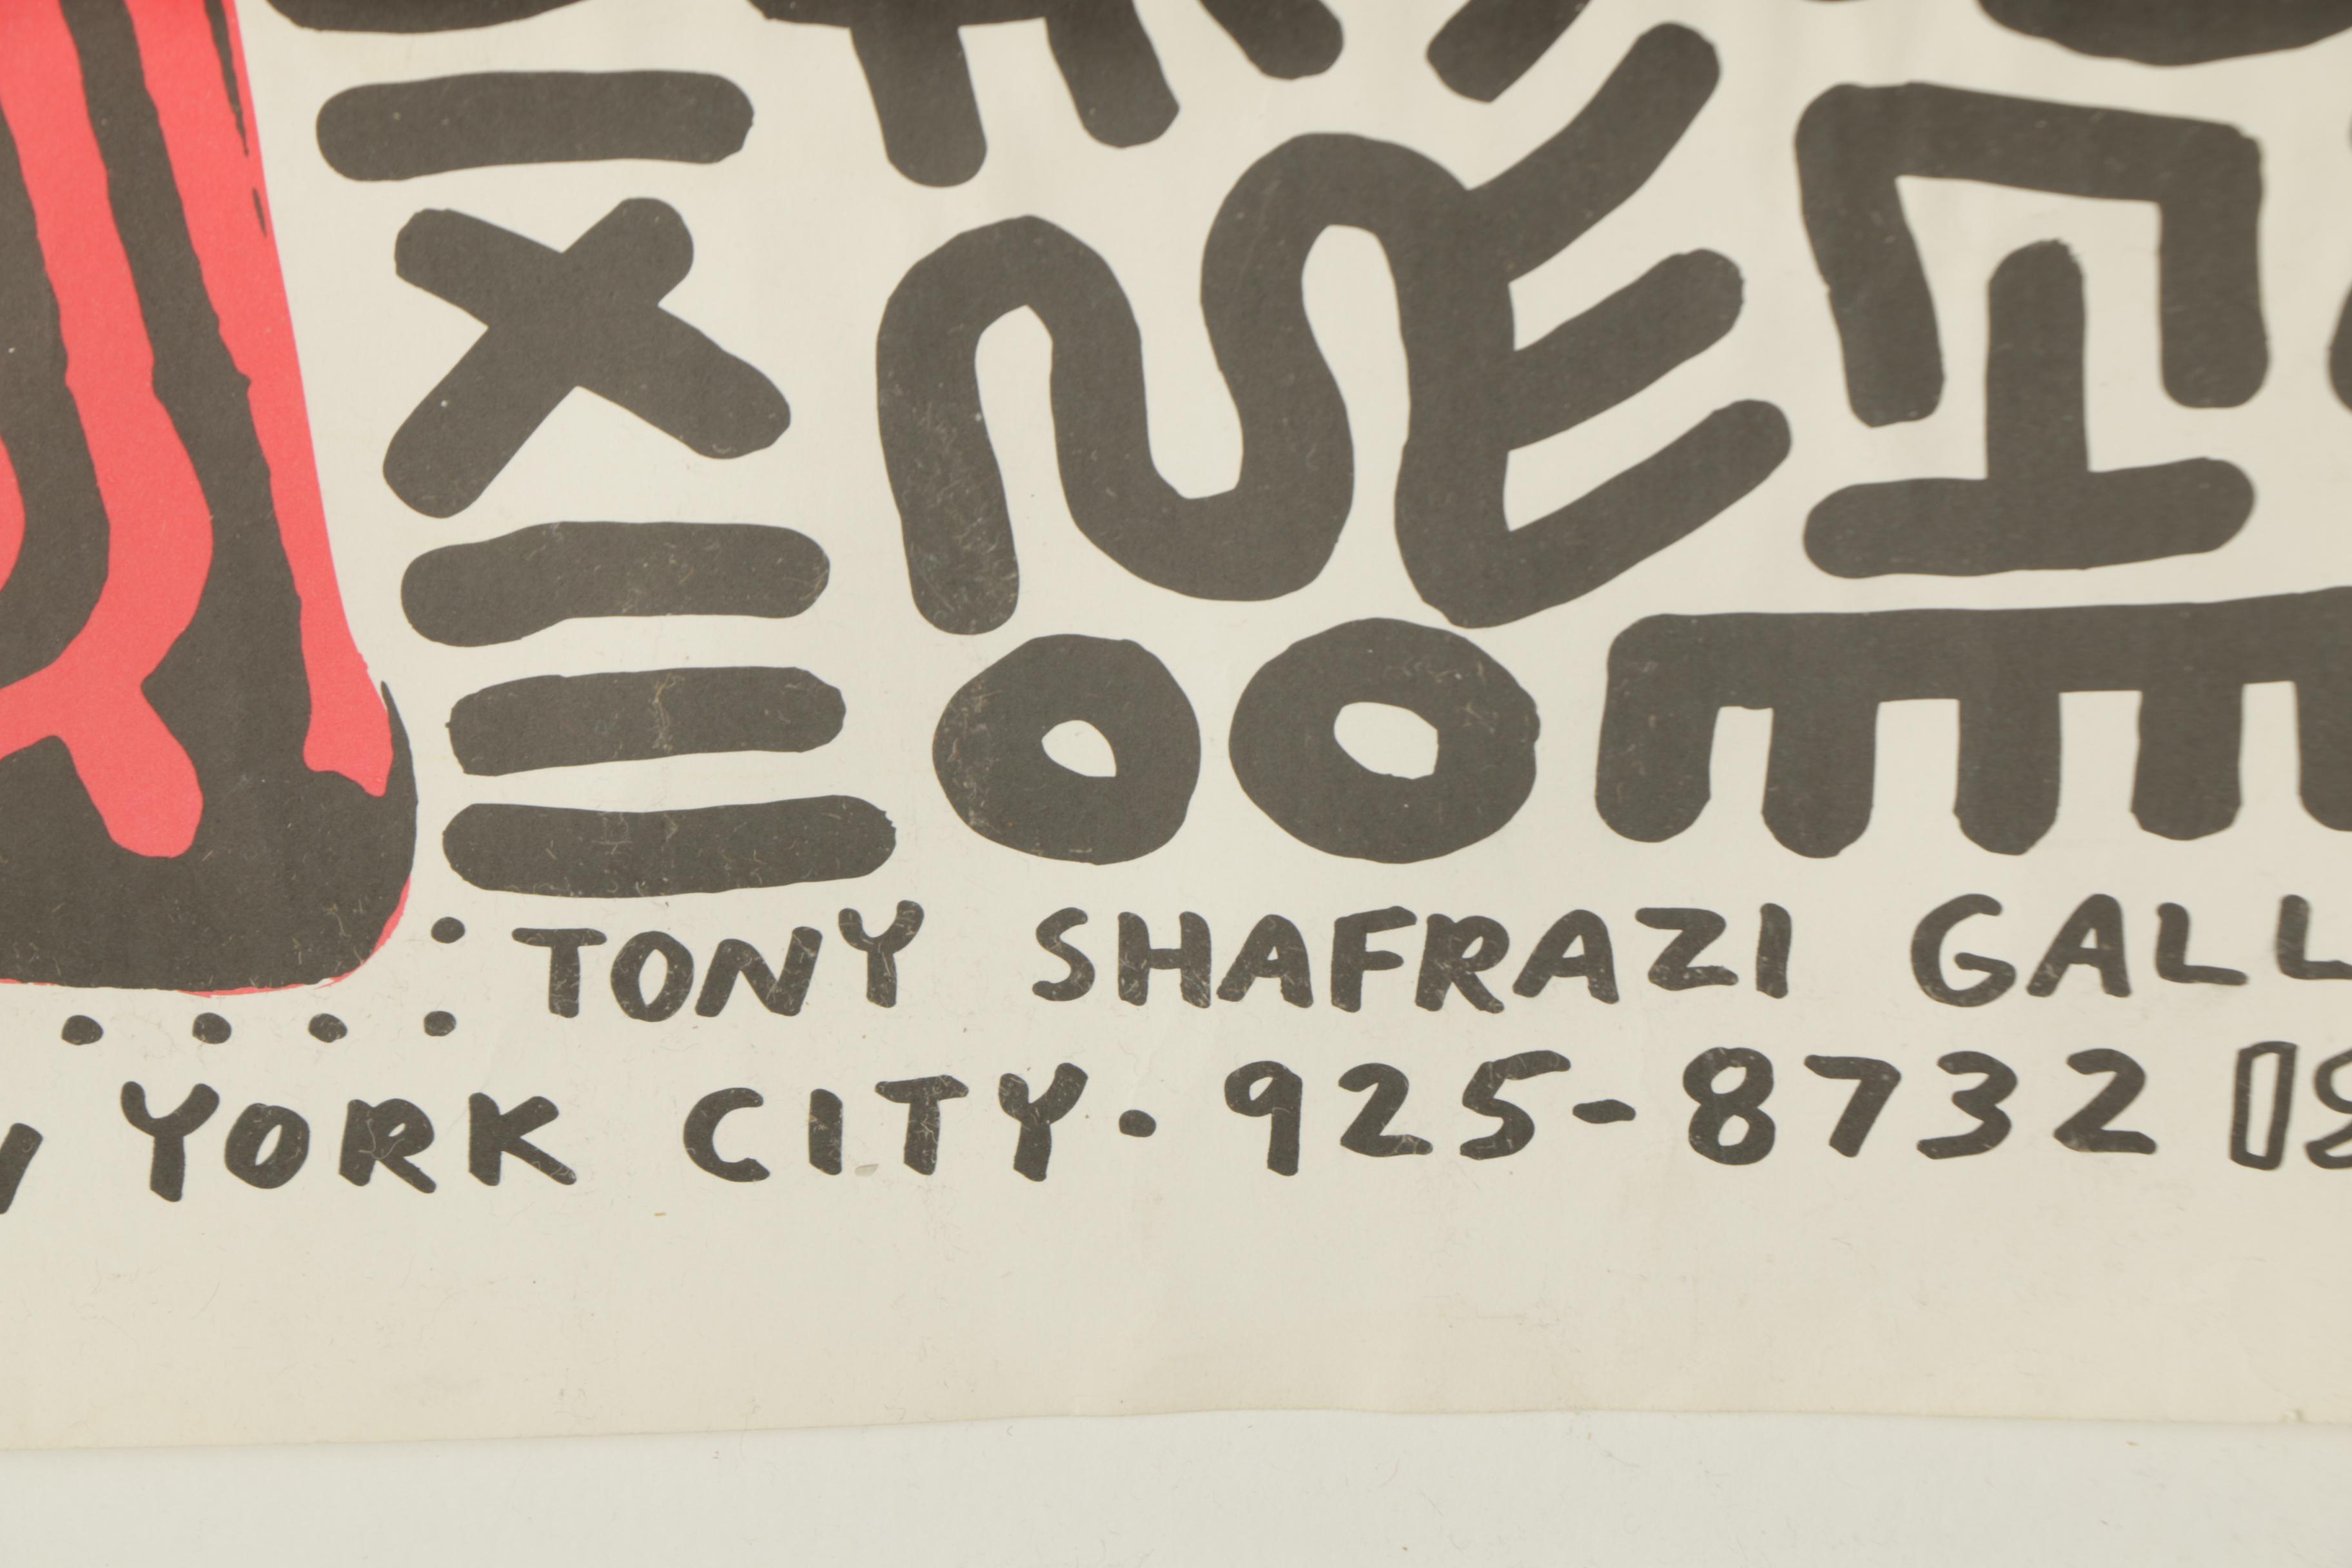 : TONY SHAFRAZI GALL
YORK CITY • 925-8732